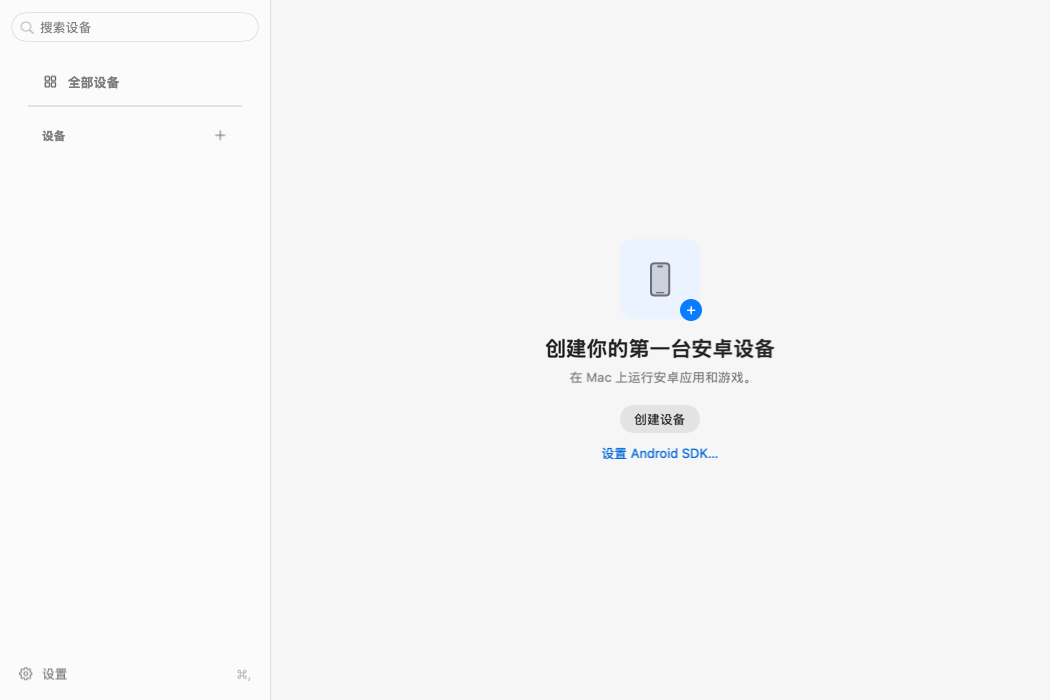 搜索设备
全部设备
设备
创建你的第一台安卓设备
在 Mac 上运行安卓应用和游戏。
创建设备
设置 Android SDK...
设置 ⌘,